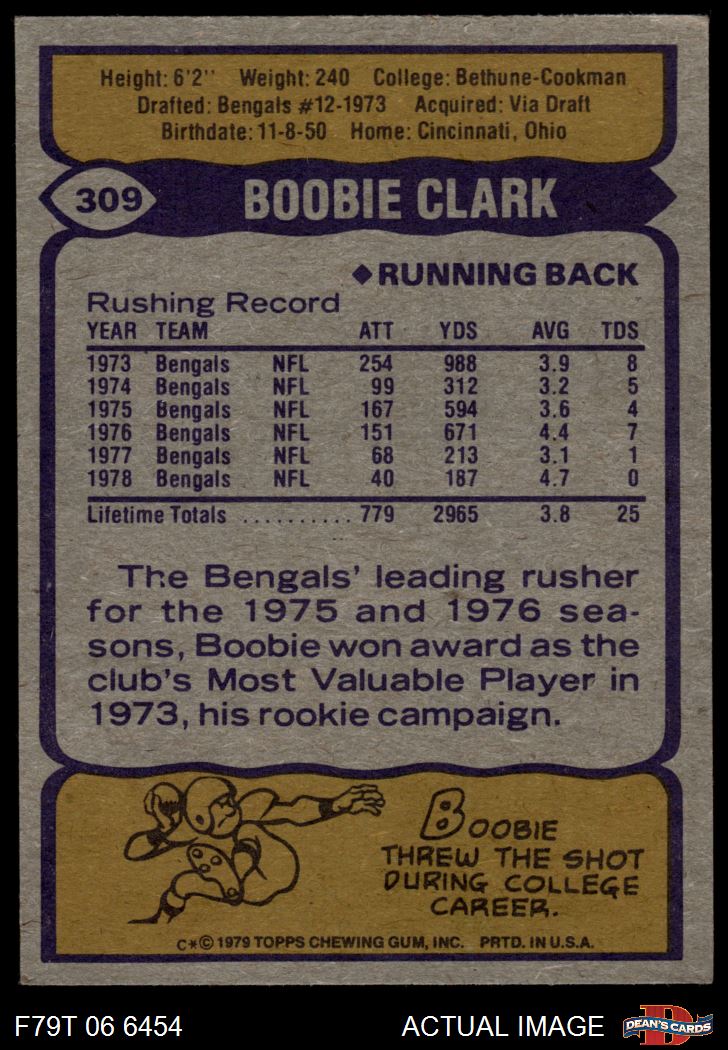 Height: 6'2'' Weight: 240 College: Bethune-Cookman
Drafted: Bengals #12-1973 Acquired: Via Draft
Birthdate: 11-8-50 Home: Cincinnati, Ohio
309 BOOBIE CLARK
◆RUNNING BACK
Rushing Record
YEAR TEAM ATT YDS AVG TDS
1973 Bengals NFL 254 988 3.9 8
1974 Bengals NFL 99 312 3.2 5
1975 Bengals NFL 167 594 3.6 4
1976 Bengals NFL 151 671 4.4 7
1977 Bengals NFL 68 213 3.1 1
1978 Bengals NFL 40 187 4.7 0
Lifetime Totals .......... 779 2965 3.8 25
The Bengals' leading rusher
for the 1975 and 1976 sea-
sons, Boobie won award as the
club's Most Valuable Player in
1973, his rookie campaign.
BOOBIE
THREW THE SHOT
DURING COLLEGE
CAREER.
C*© 1979 TOPPS CHEWING GUM, INC. PRTD. IN U.S.A.
F79T 06 6454 ACTUAL IMAGE D DEAN'S CARDS